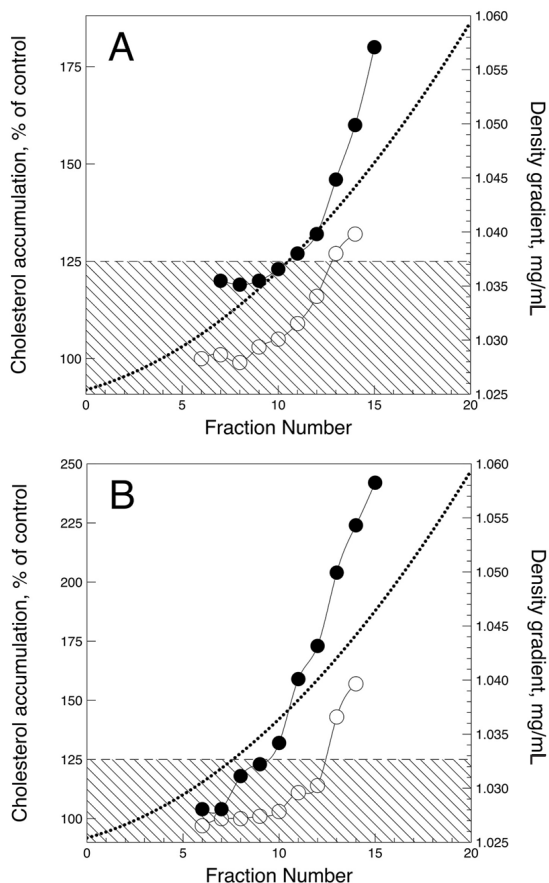 A
Cholesterol accumulation, % of control
175
150
125
100
1.060
1.055
1.050
1.045
1.040
1.035
1.030
1.025
Density gradient, mg/mL
0 5 10 15 20
Fraction Number
B
Cholesterol accumulation, % of control
250
225
200
175
150
125
100
1.060
1.055
1.050
1.045
1.040
1.035
1.030
1.025
Density gradient, mg/mL
0 5 10 15 20
Fraction Number